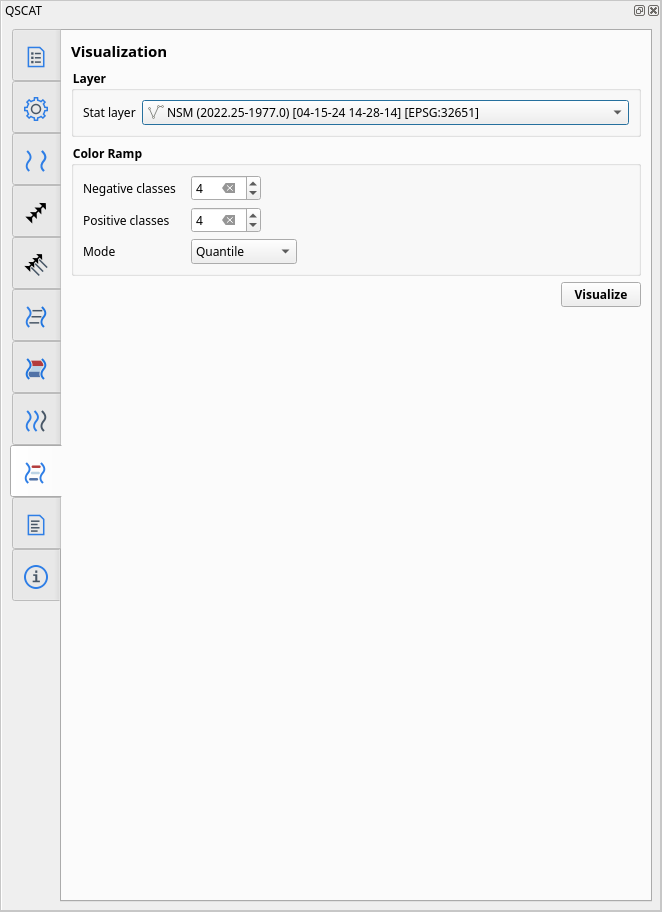 QSCAT
Visualization
Layer
Stat layer NSM (2022.25-1977.0) [04-15-24 14-28-14] [EPSG:32651]
Color Ramp
Negative classes 4
Positive classes 4
Mode Quantile
Visualize